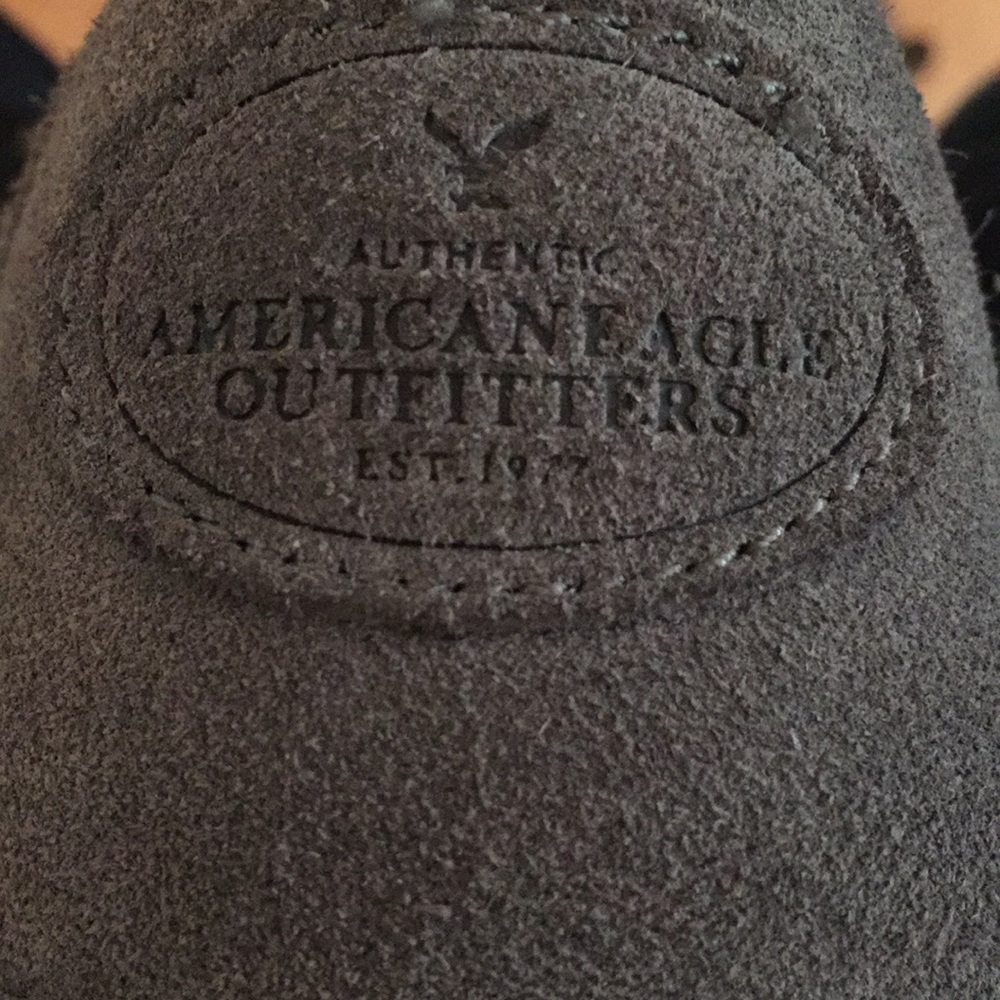 AUTHENTIC
AMERICAN EAGLE
OUTFITTERS
EST. 1977